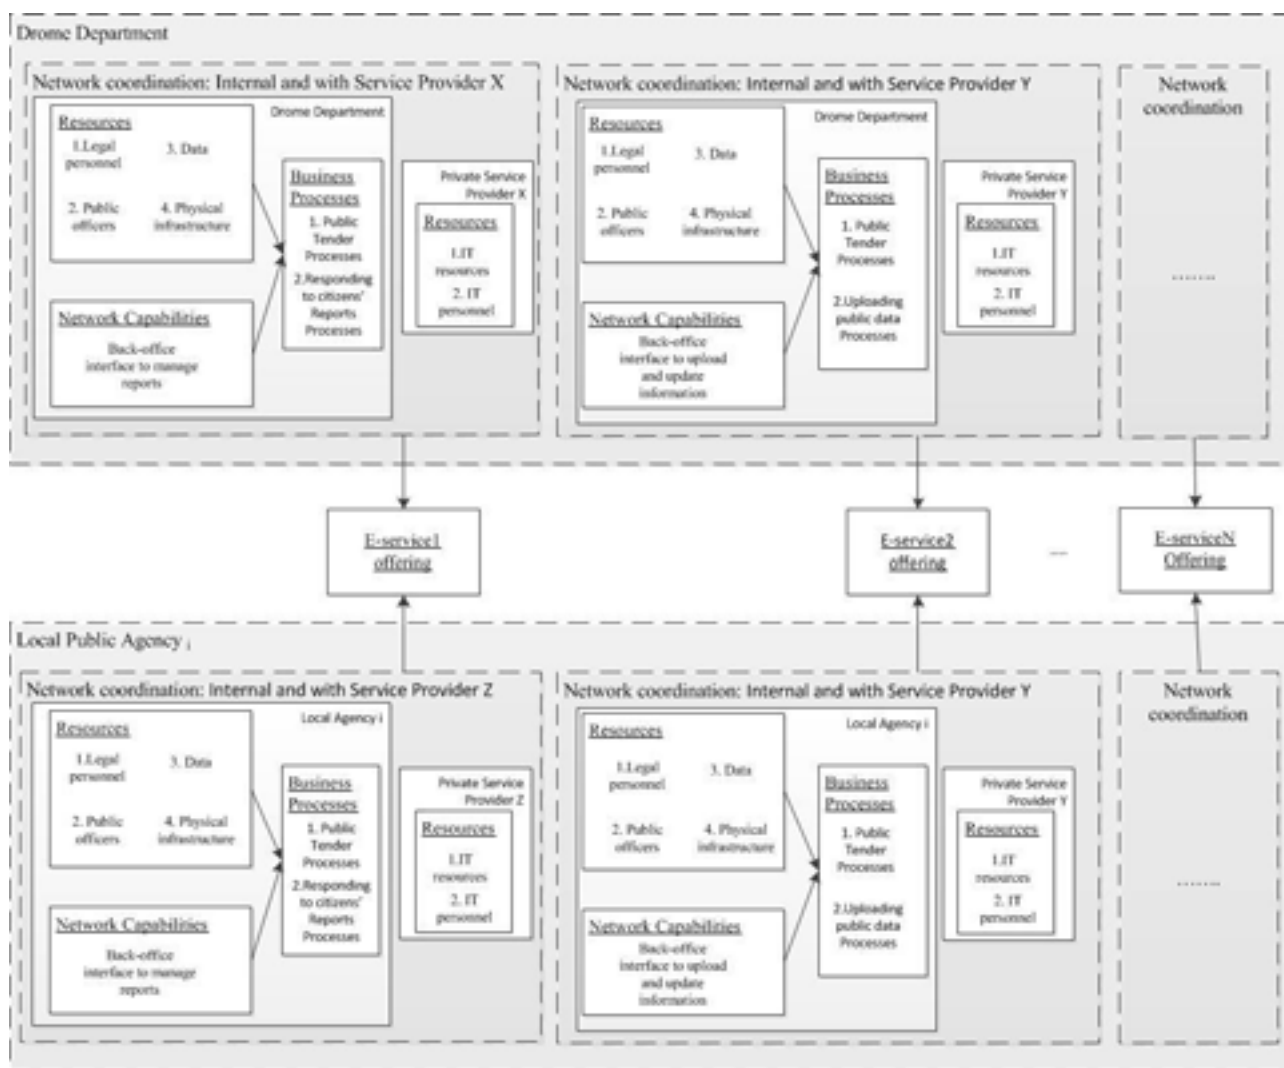 Drome Department
Network coordination: Internal and with Service Provider X
Drome Department
Resources
1.Legal
personnel
3. Data
2. Public
officers
4. Physical
infrastructure
Business
Processes
1. Public
Tender
Processes
2.Responding
to citizens'
Reports
Processes
Network Capabilities
Back-office
interface to manage
reports
Private Service
Provider X
Resources
1.IT
resources
2. IT
personnel
Network coordination: Internal and with Service Provider Y
Drome Department
Resources
1.Legal
personnel
3. Data
2. Public
officers
4. Physical
infrastructure
Business
Processes
1. Public
Tender
Processes
2.Uploading
public data
Processes
Network Capabilities
Back-office
interface to upload
and update
information
Private Service
Provider Y
Resources
1.IT
resources
2. IT
personnel
Network
coordination
.......
E-service1
offering
E-service2
offering
...
E-serviceN
Offering
Local Public Agency i
Network coordination: Internal and with Service Provider Z
Local Agency i
Resources
1.Legal
personnel
3. Data
2. Public
officers
4. Physical
infrastructure
Business
Processes
1. Public
Tender
Processes
2.Responding
to citizens'
Reports
Processes
Network Capabilities
Back-office
interface to manage
reports
Private Service
Provider Z
Resources
1.IT
resources
2. IT
personnel
Network coordination: Internal and with Service Provider Y
Local Agency i
Resources
1.Legal
personnel
3. Data
2. Public
officers
4. Physical
infrastructure
Business
Processes
1. Public
Tender
Processes
2.Uploading
public data
Processes
Network Capabilities
Back-office
interface to upload
and update
information
Private Service
Provider Y
Resources
1.IT
resources
2. IT
personnel
Network
coordination
.......